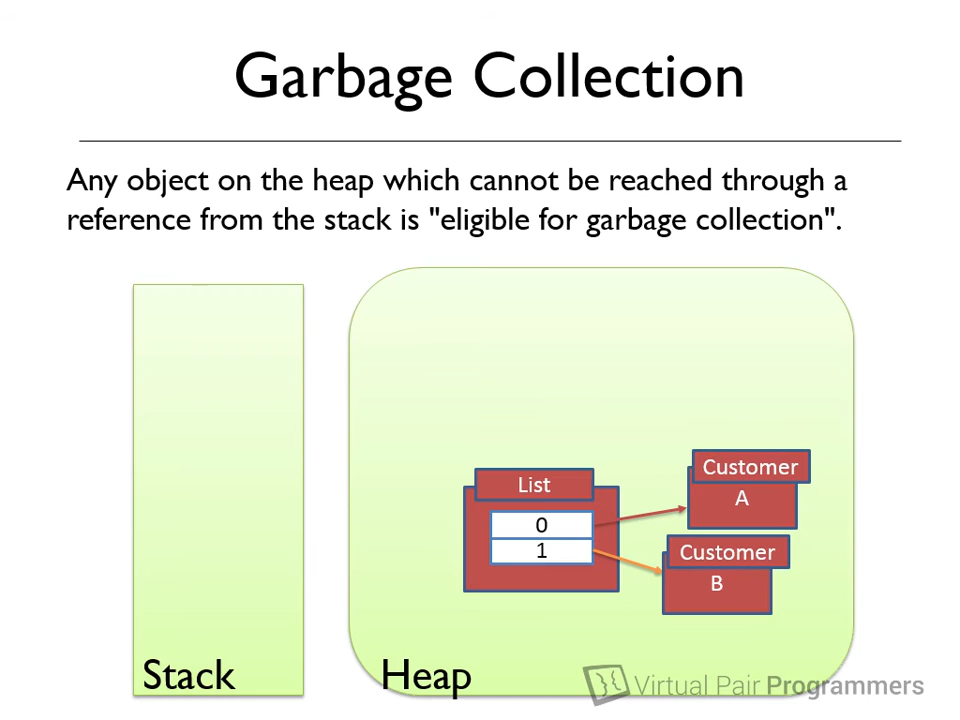 Garbage Collection
Any object on the heap which cannot be reached through a
reference from the stack is "eligible for garbage collection".
List
0
1
Customer
A
Customer
B
Stack
Heap
Virtual Pair Programmers